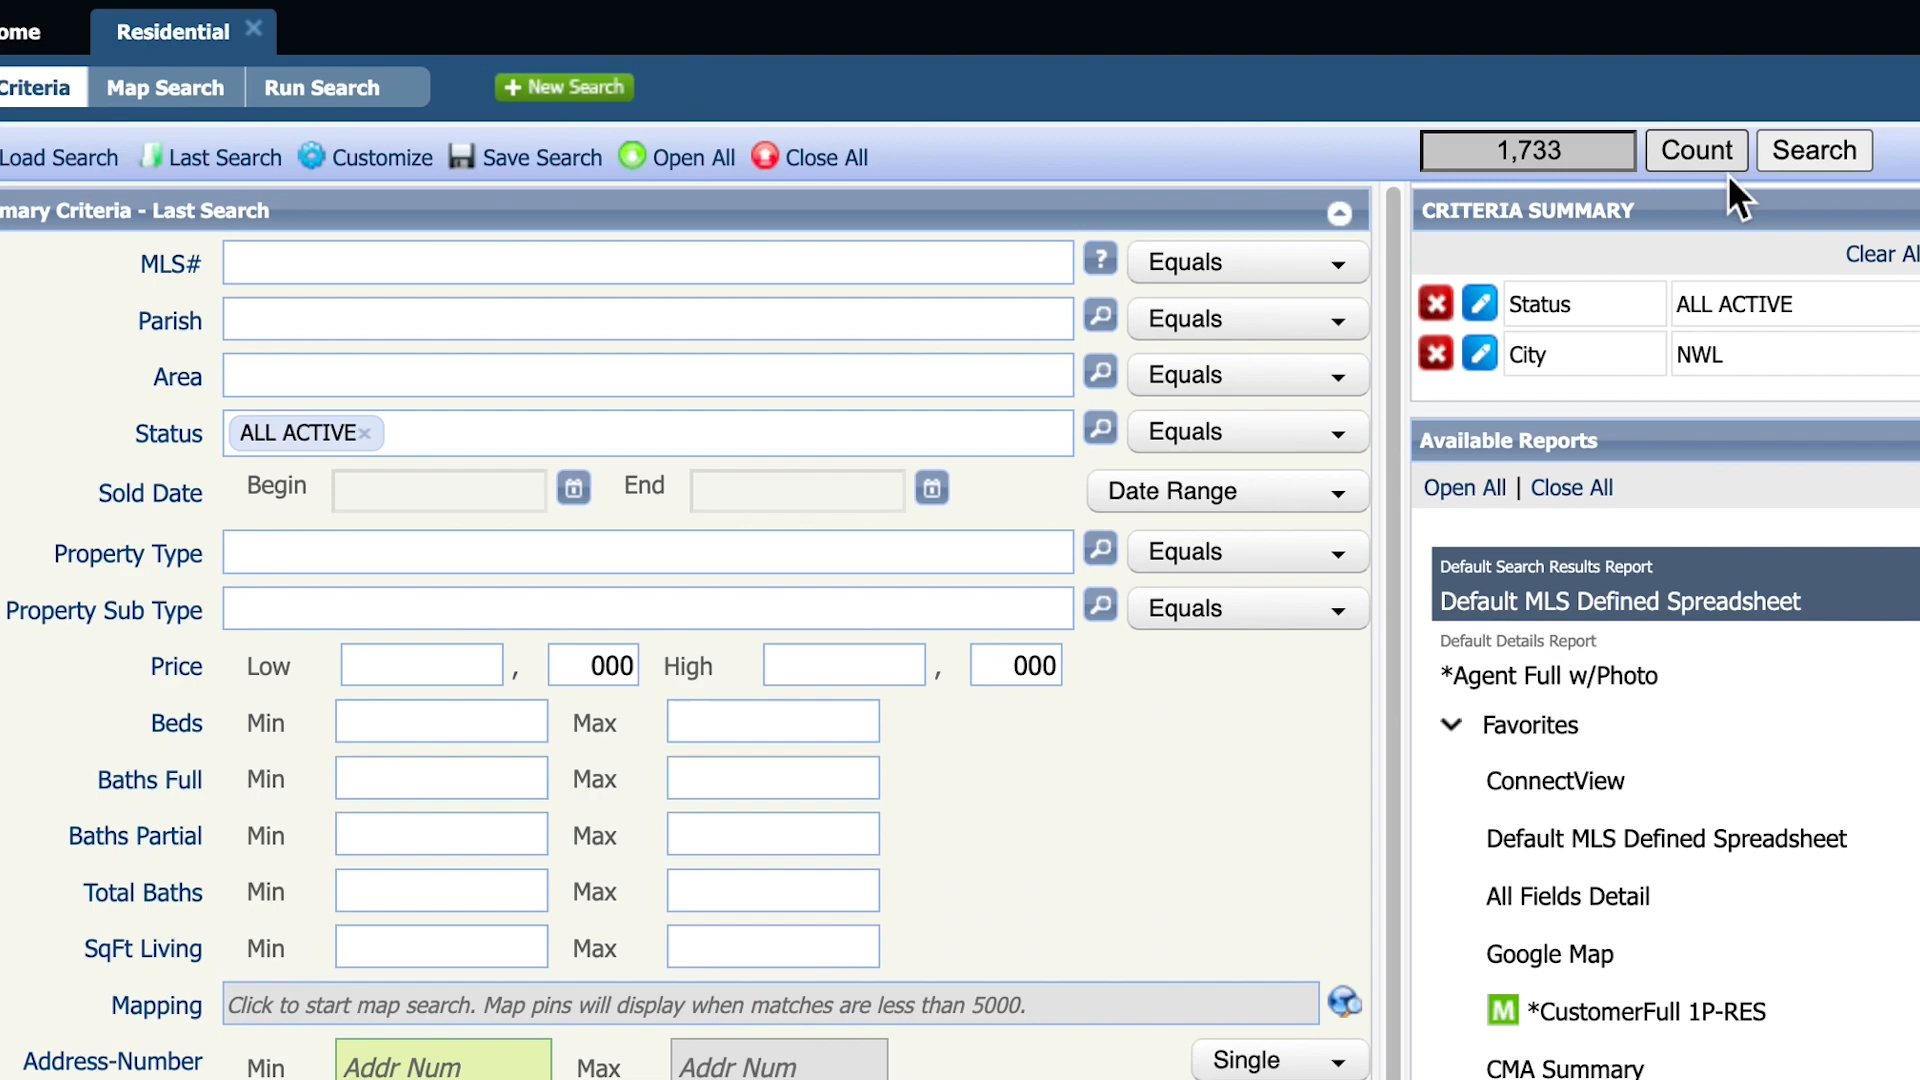 ome Residential
Criteria Map Search Run Search + New Search
Load Search Last Search Customize Save Search Open All Close All 1,733 Count Search
mary Criteria - Last Search
MLS# ? Equals
Parish Equals
Area Equals
Status ALL ACTIVE× Equals
Sold Date Begin End Date Range
Property Type Equals
Property Sub Type Equals
Price Low , 000 High , 000
Beds Min Max
Baths Full Min Max
Baths Partial Min Max
Total Baths Min Max
SqFt Living Min Max
Mapping Click to start map search. Map pins will display when matches are less than 5000.
Address-Number Min Addr Num Max Addr Num Single
CRITERIA SUMMARY
Clear Al
Status ALL ACTIVE
City NWL
Available Reports
Open All | Close All
Default Search Results Report
Default MLS Defined Spreadsheet
Default Details Report
*Agent Full w/Photo
Favorites
ConnectView
Default MLS Defined Spreadsheet
All Fields Detail
Google Map
M *CustomerFull 1P-RES
CMA Summary